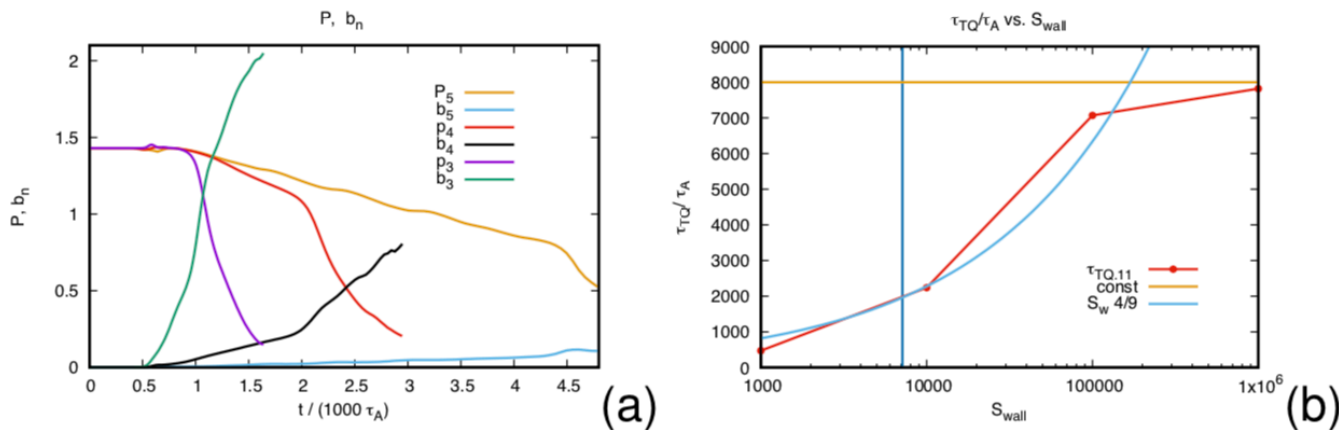 P, b_n
P, b_n
2
1.5
1
0.5
0
P_5
b_5
p_4
b_4
p_3
b_3
0 0.5 1 1.5 2 2.5 3 3.5 4 4.5
t / (1000 τ_A)
(a)
τ_TQ/τ_A vs. S_wall
τ_TQ/ τ_A
9000
8000
7000
6000
5000
4000
3000
2000
1000
0
τ_TQ.11
const
S_w 4/9
1000 10000 100000 1x10^6
S_wall
(b)